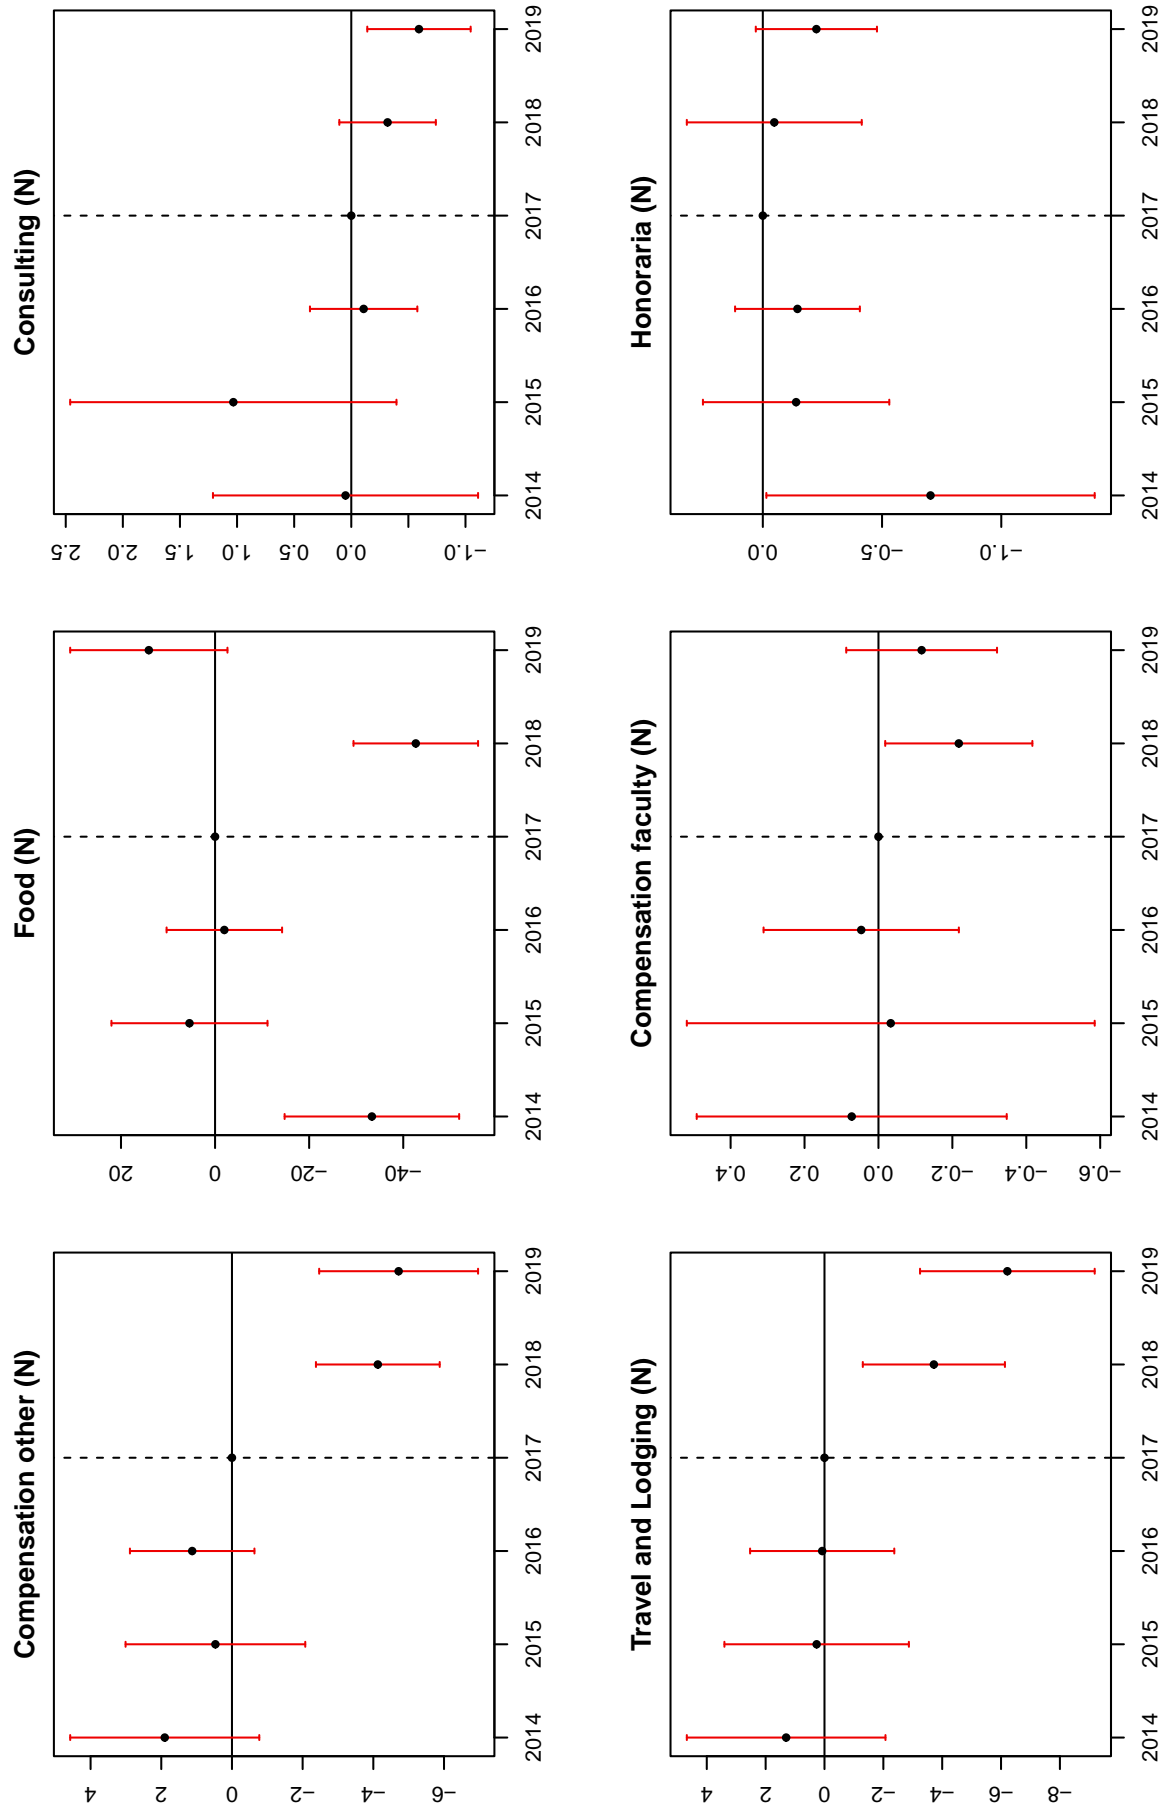 Compensation other (N)
4
2
0
−2
−4
−6
2014 2015 2016 2017 2018 2019
Food (N)
20
0
−20
−40
2014 2015 2016 2017 2018 2019
Consulting (N)
2.5
2.0
1.5
1.0
0.5
0.0
−1.0
2014 2015 2016 2017 2018 2019
Travel and Lodging (N)
4
2
0
−2
−4
−6
−8
2014 2015 2016 2017 2018 2019
Compensation faculty (N)
0.4
0.2
0.0
−0.2
−0.4
−0.6
2014 2015 2016 2017 2018 2019
Honoraria (N)
0.0
−0.5
−1.0
2014 2015 2016 2017 2018 2019